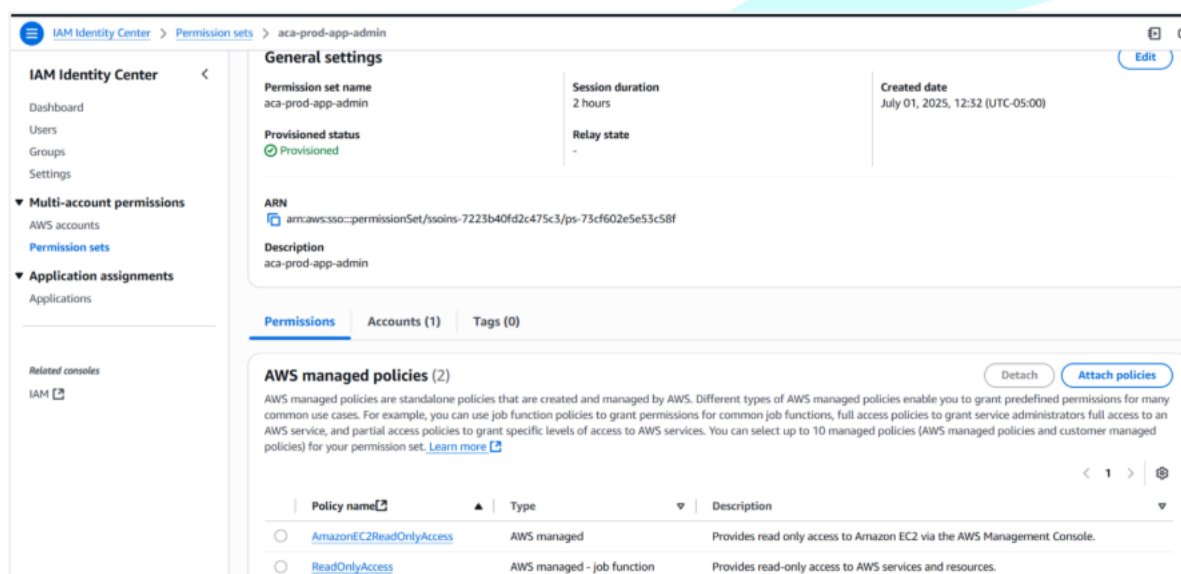 IAM Identity Center > Permission sets > aca-prod-app-admin
IAM Identity Center
Dashboard
Users
Groups
Settings
Multi-account permissions
AWS accounts
Permission sets
Application assignments
Applications
Related consoles
IAM
General settings
Edit
Permission set name
aca-prod-app-admin
Session duration
2 hours
Created date
July 01, 2025, 12:32 (UTC-05:00)
Provisioned status
Provisioned
Relay state
-
ARN
arn:aws:sso:::permissionSet/ssoins-7223b40fd2c475c3/ps-73cf602e5e53c58f
Description
aca-prod-app-admin
Permissions Accounts (1) Tags (0)
AWS managed policies (2)
Detach
Attach policies
AWS managed policies are standalone policies that are created and managed by AWS. Different types of AWS managed policies enable you to grant predefined permissions for many
common use cases. For example, you can use job function policies to grant permissions for common job functions, full access policies to grant service administrators full access to an
AWS service, and partial access policies to grant specific levels of access to AWS services. You can select up to 10 managed policies (AWS managed policies and customer managed
policies) for your permission set. Learn more
< 1 >
Policy name Type Description
AmazonEC2ReadOnlyAccess AWS managed Provides read only access to Amazon EC2 via the AWS Management Console.
ReadOnlyAccess AWS managed - job function Provides read-only access to AWS services and resources.